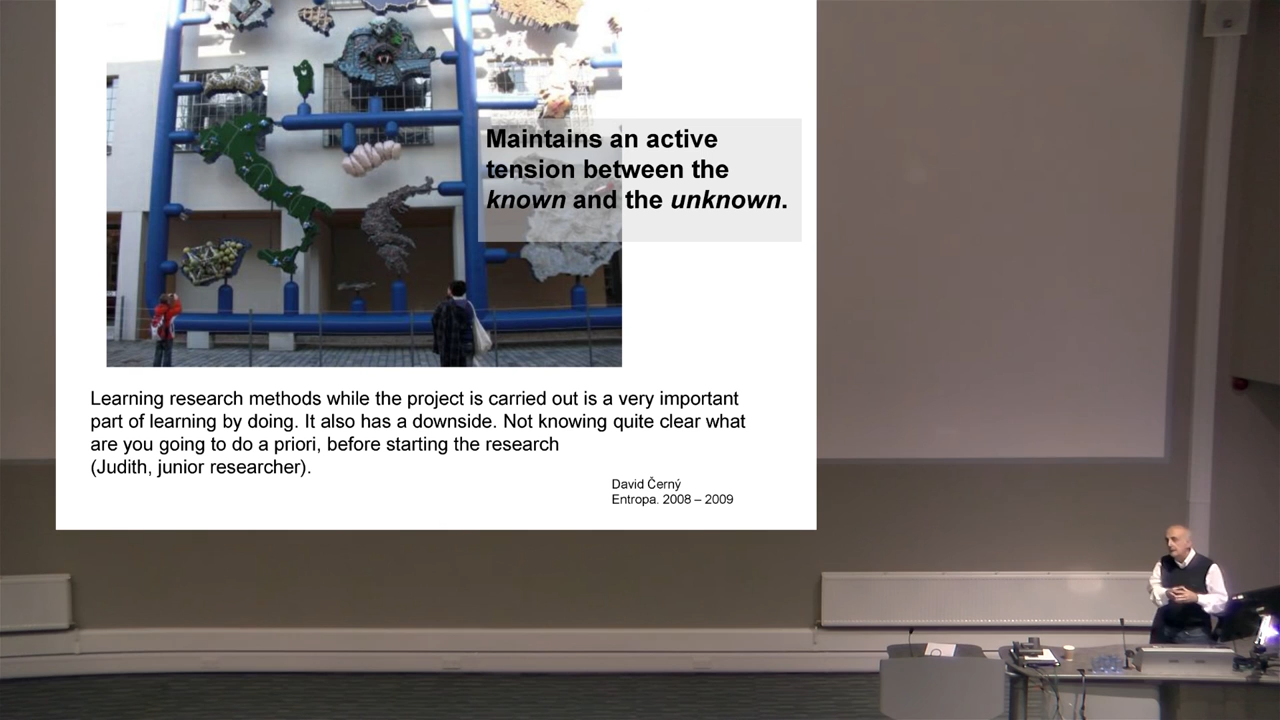 Maintains an active
tension between the
known and the unknown.
Learning research methods while the project is carried out is a very important
part of learning by doing. It also has a downside. Not knowing quite clear what
are you going to do a priori, before starting the research
(Judith, junior researcher).
David Černý
Entropa. 2008 – 2009